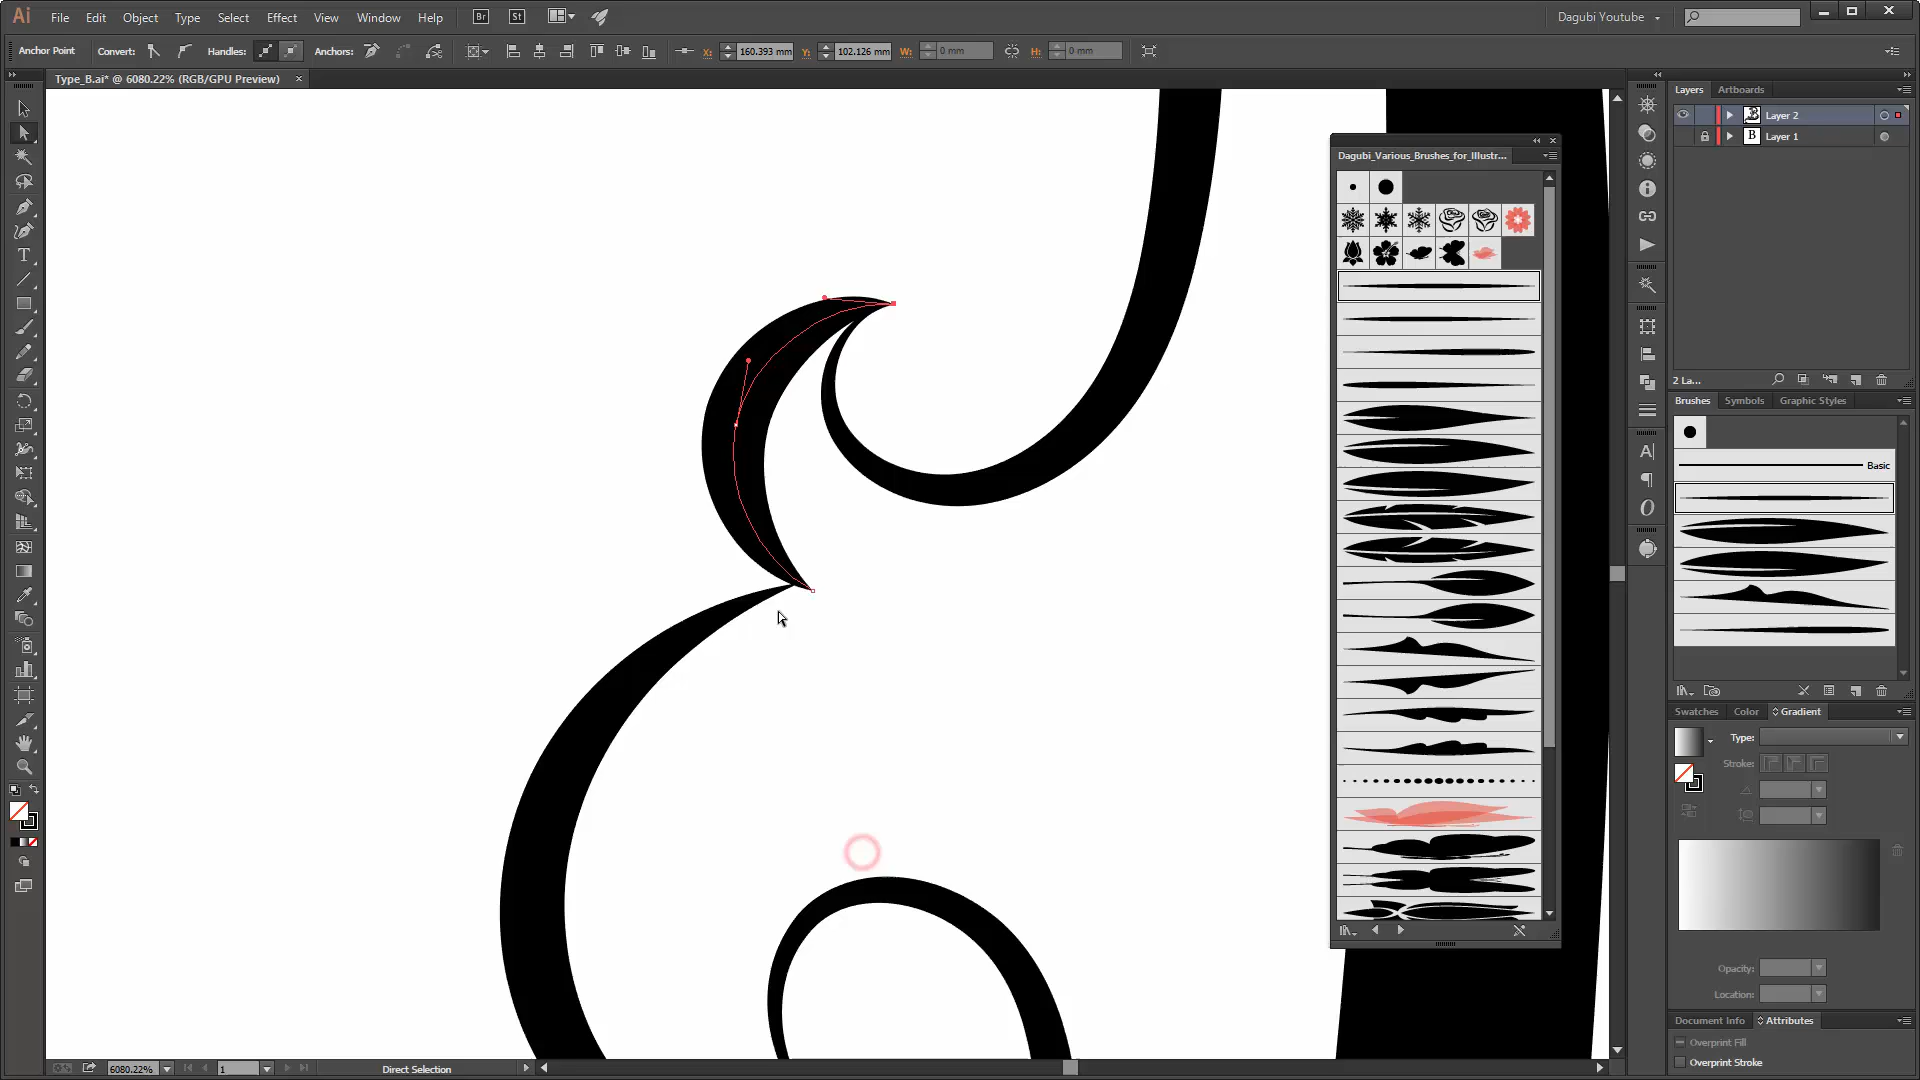 Ai File Edit Object Type Select Effect View Window Help Br St Dagubi Youtube
Anchor Point Convert: Handles: Anchors: X: 160.393 mm Y: 102.126 mm W: 0 mm H: 0 mm
Type_B.ai* @ 6080.22% (RGB/GPU Preview) ×
Layers Artboards
Layer 2
B Layer 1
Dagubi_Various_Brushes_for_Illustr...
2 La...
Brushes Symbols Graphic Styles
Basic
Swatches Color Gradient
Type:
Stroke:
Opacity:
Location:
Document Info Attributes
Overprint Fill
Overprint Stroke
6080.22% 1 Direct Selection